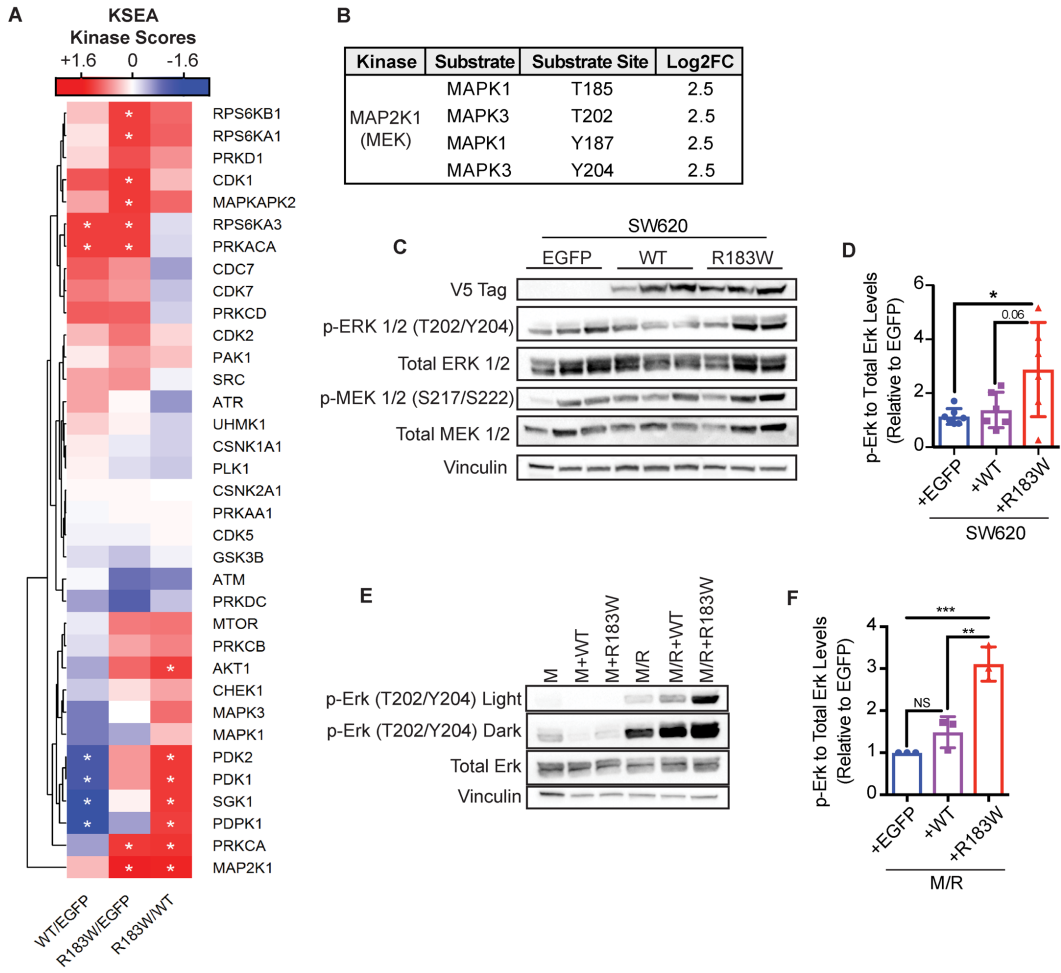 A
KSEA
Kinase Scores
+1.6 0 -1.6
* RPS6KB1
* RPS6KA1
PRKD1
* CDK1
* MAPKAPK2
* * RPS6KA3
* * PRKACA
CDC7
CDK7
PRKCD
CDK2
PAK1
SRC
ATR
UHMK1
CSNK1A1
PLK1
CSNK2A1
PRKAA1
CDK5
GSK3B
ATM
PRKDC
MTOR
PRKCB
* AKT1
CHEK1
MAPK3
MAPK1
* * PDK2
* * PDK1
* * SGK1
* * PDPK1
* * PRKCA
* * MAP2K1
WT/EGFP
R183W/EGFP
R183W/WT
B
Kinase Substrate Substrate Site Log2FC
MAP2K1
(MEK)
MAPK1 T185 2.5
MAPK3 T202 2.5
MAPK1 Y187 2.5
MAPK3 Y204 2.5
C
SW620
EGFP WT R183W
V5 Tag
p-ERK 1/2 (T202/Y204)
Total ERK 1/2
p-MEK 1/2 (S217/S222)
Total MEK 1/2
Vinculin
D
p-Erk to Total Erk Levels
(Relative to EGFP)
6
4
2
0
*
0.06
+EGFP
+WT
+R183W
SW620
E
M
M+WT
M+R183W
M/R
M/R+WT
M/R+R183W
p-Erk (T202/Y204) Light
p-Erk (T202/Y204) Dark
Total Erk
Vinculin
F
p-Erk to Total Erk Levels
(Relative to EGFP)
4
3
2
1
0
***
**
NS
+EGFP
+WT
+R183W
M/R